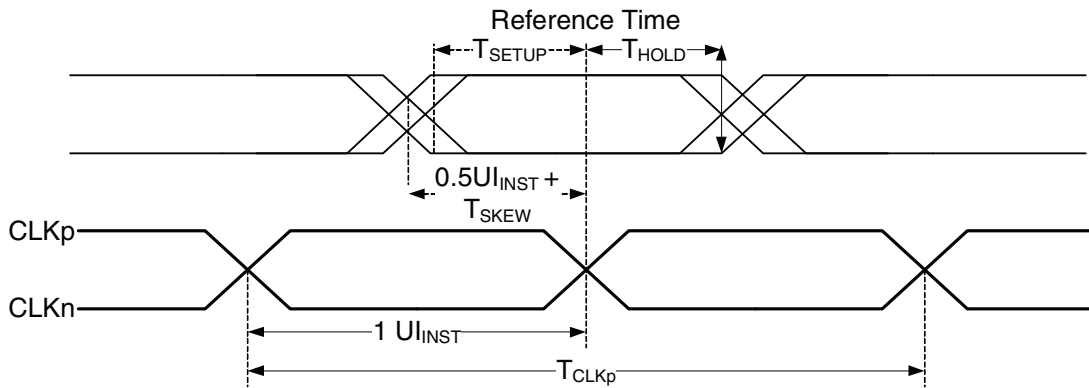 Reference Time
TSETUP THOLD
0.5UIINST +
TSKEW
CLKp
CLKn
1 UIINST
TCLKp